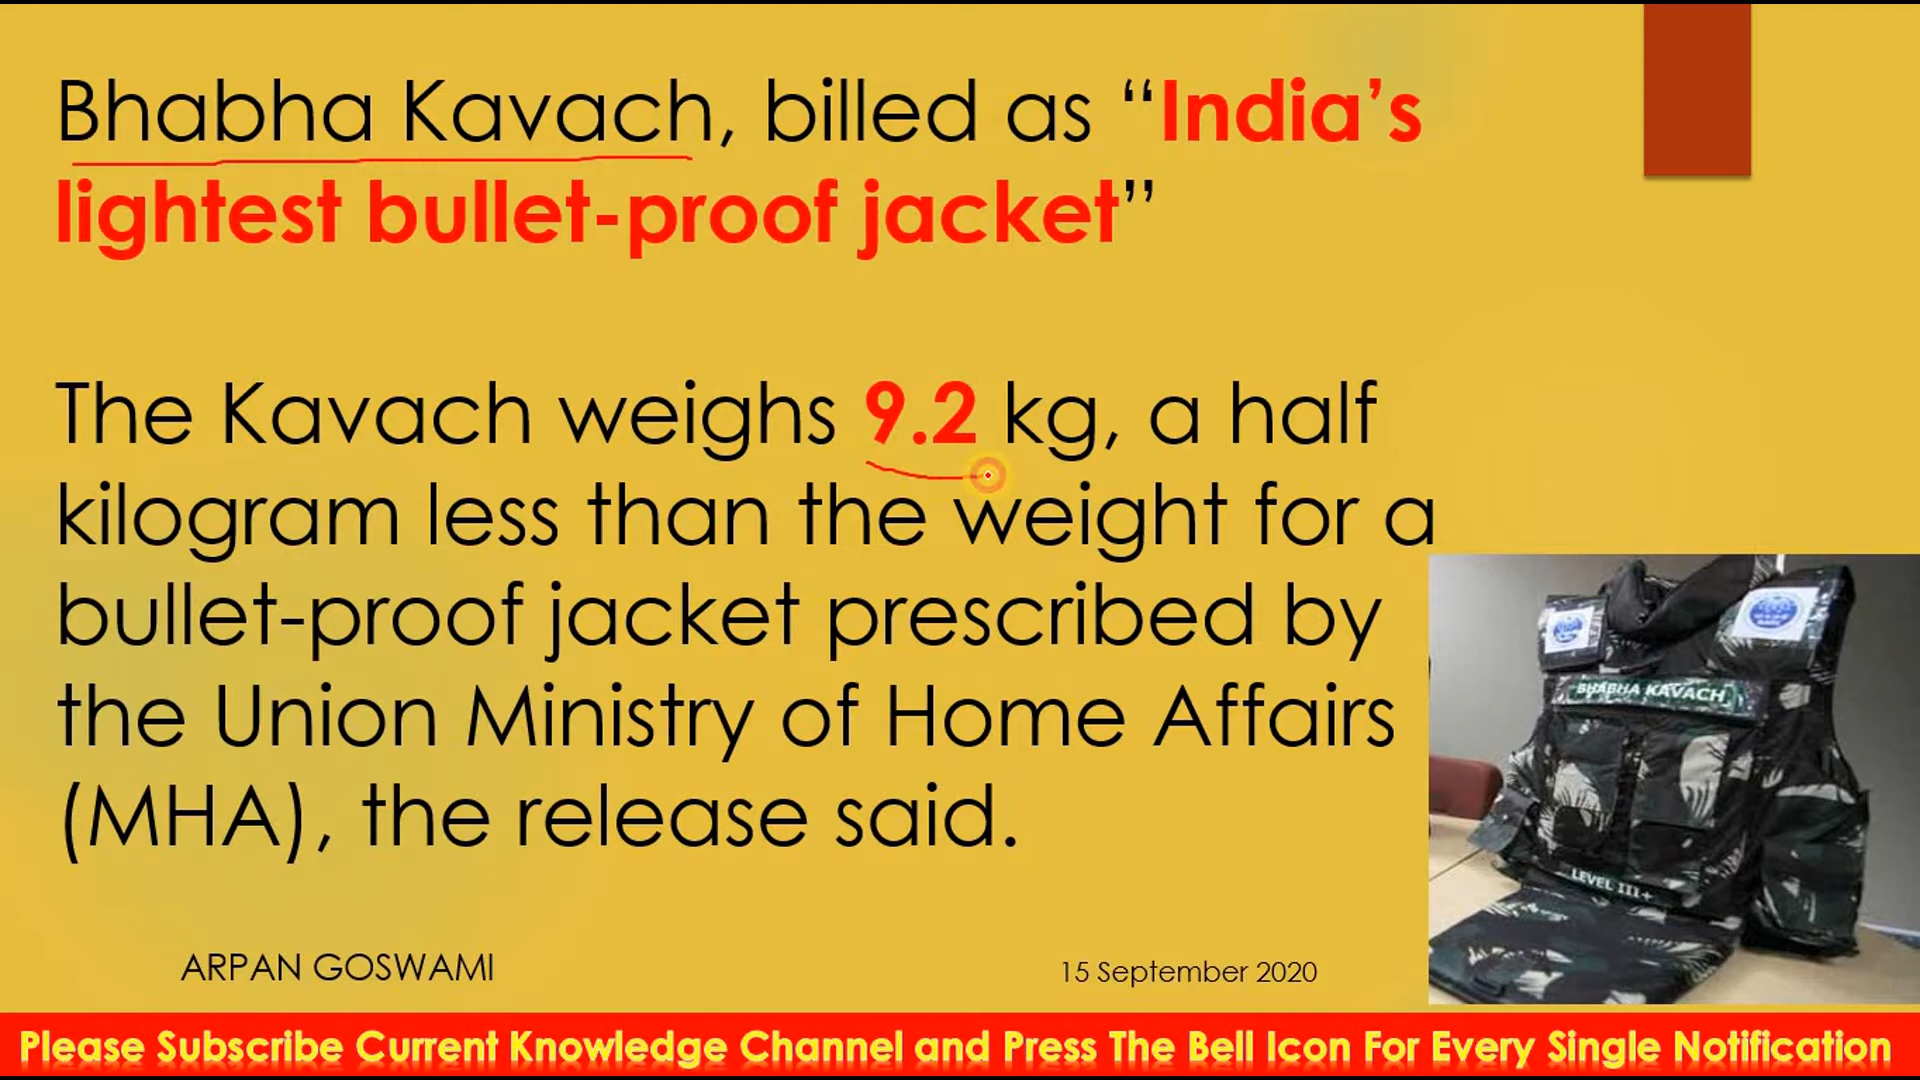 Bhabha Kavach, billed as “India’s
lightest bullet-proof jacket”
The Kavach weighs 9.2 kg, a half
kilogram less than the weight for a
bullet-proof jacket prescribed by
the Union Ministry of Home Affairs
(MHA), the release said.
BHABHA KAVACH
LEVEL III+
ARPAN GOSWAMI
15 September 2020
Please Subscribe Current Knowledge Channel and Press The Bell Icon For Every Single Notification